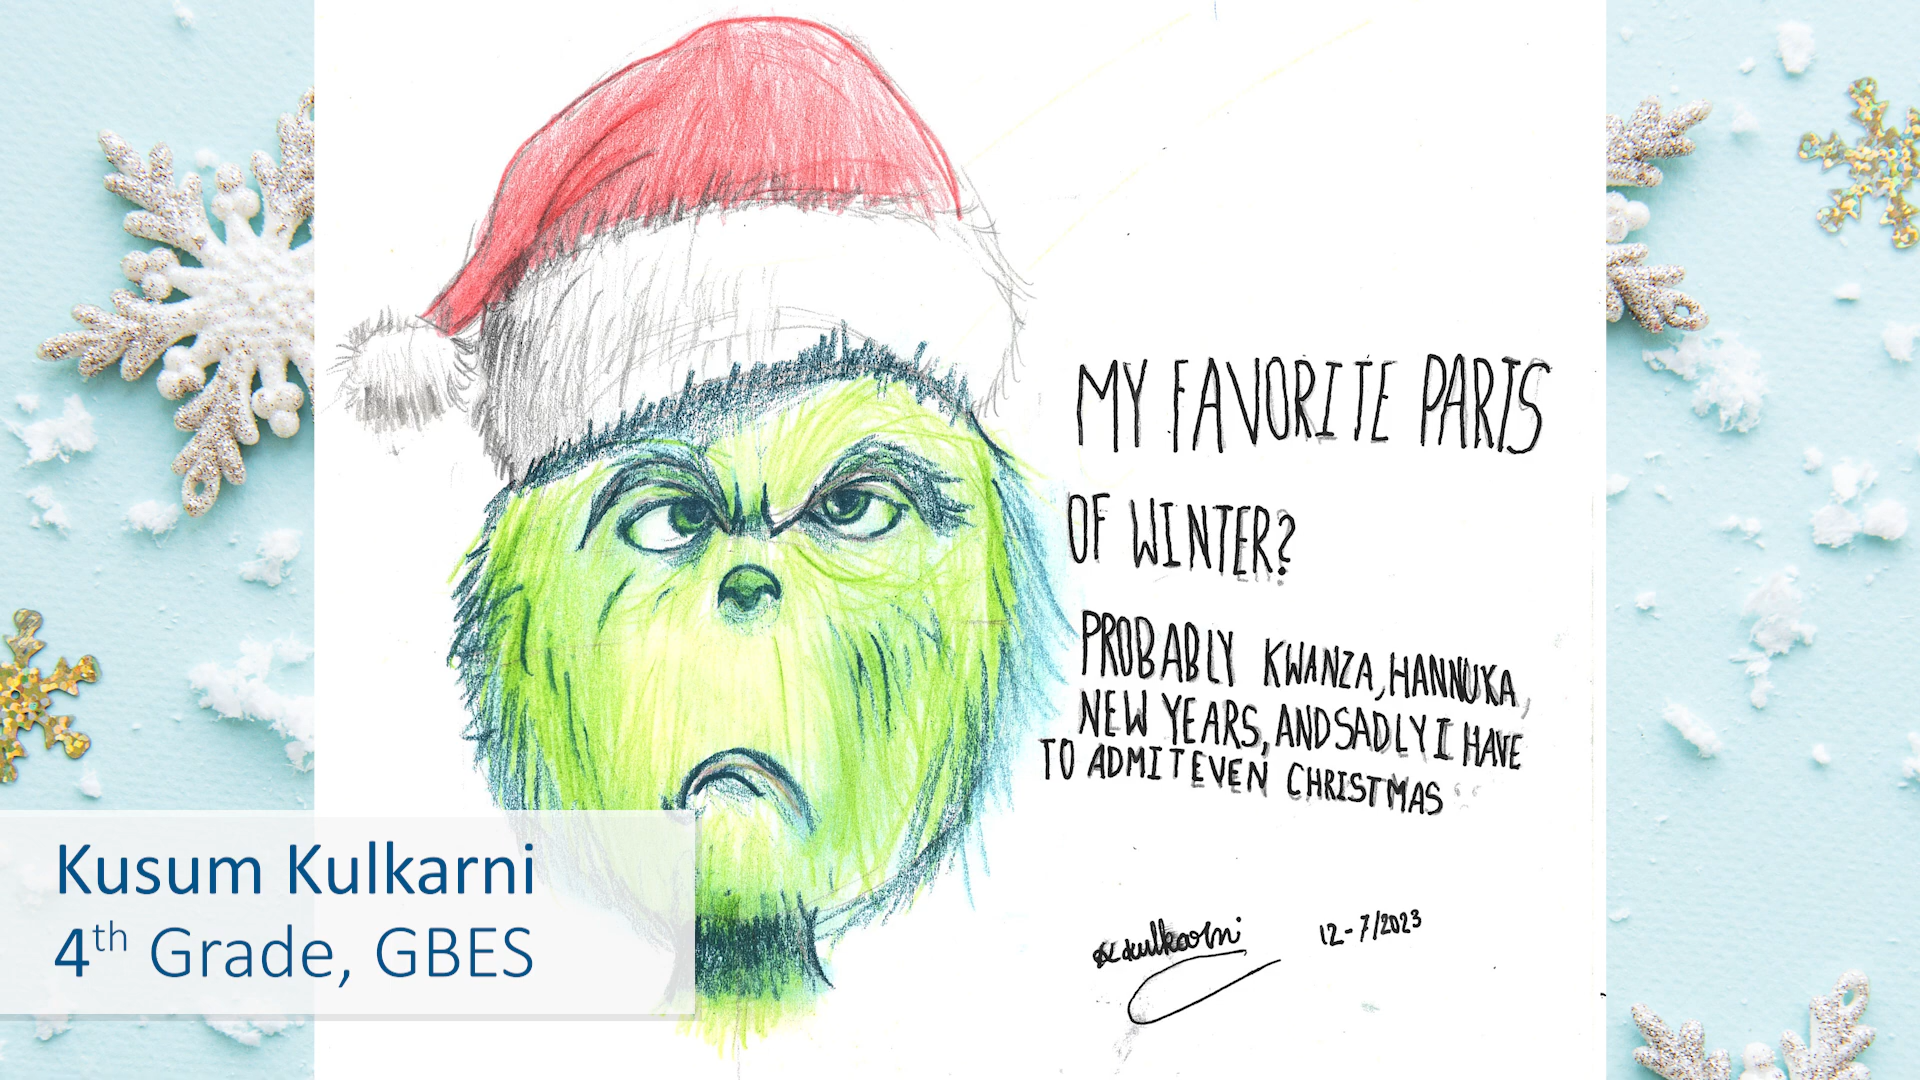 MY FAVORITE PARTS
OF WINTER?
PROBABLY KWANZA, HANNUKA,
NEW YEARS, AND SADLY I HAVE
TO ADMIT EVEN CHRISTMAS
kkulkarni 12-7/2023
Kusum Kulkarni
4th Grade, GBES